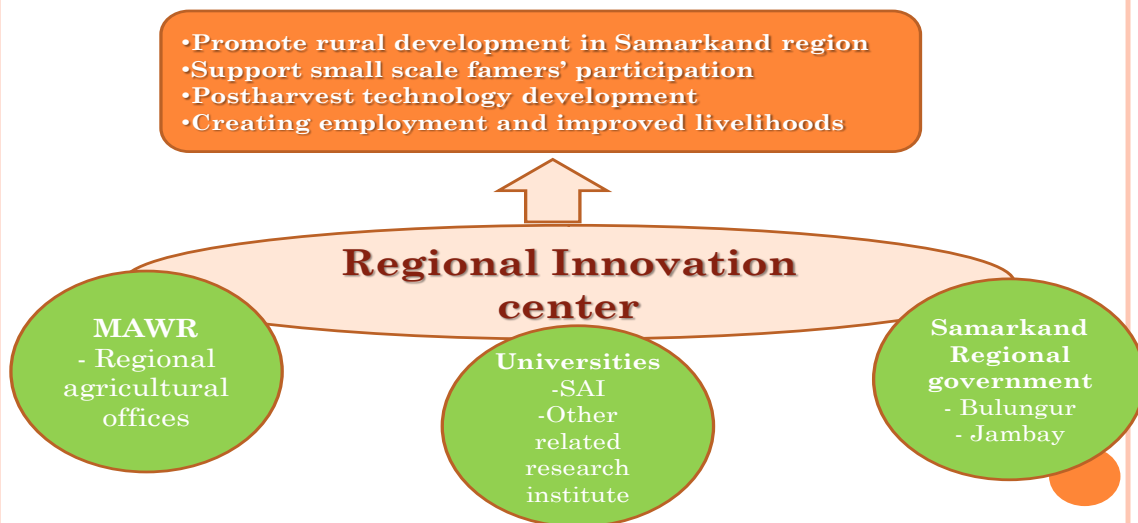 •Promote rural development in Samarkand region
•Support small scale famers' participation
•Postharvest technology development
•Creating employment and improved livelihoods
Regional Innovation
center
MAWR
- Regional
agricultural
offices
Universities
-SAI
-Other
related
research
institute
Samarkand
Regional
government
- Bulungur
- Jambay